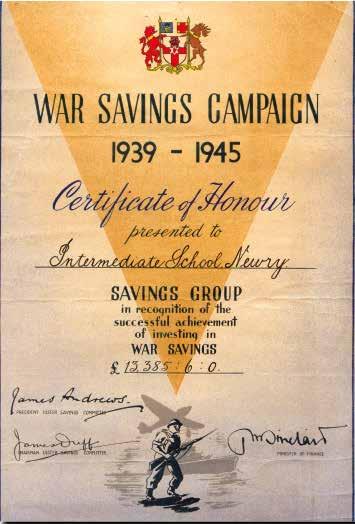 WAR SAVINGS CAMPAIGN
1939 - 1945
Certificate of Honour
presented to
Intermediate School, Newry
SAVINGS GROUP
in recognition of the
successful achievement
of investing in
WAR SAVINGS
£ 13,385 : 6 : 0.
James Andrews.
PRESIDENT ULSTER SAVINGS COMMITTEE
James Duff
CHAIRMAN ULSTER SAVINGS COMMITTEE
MINISTER OF FINANCE